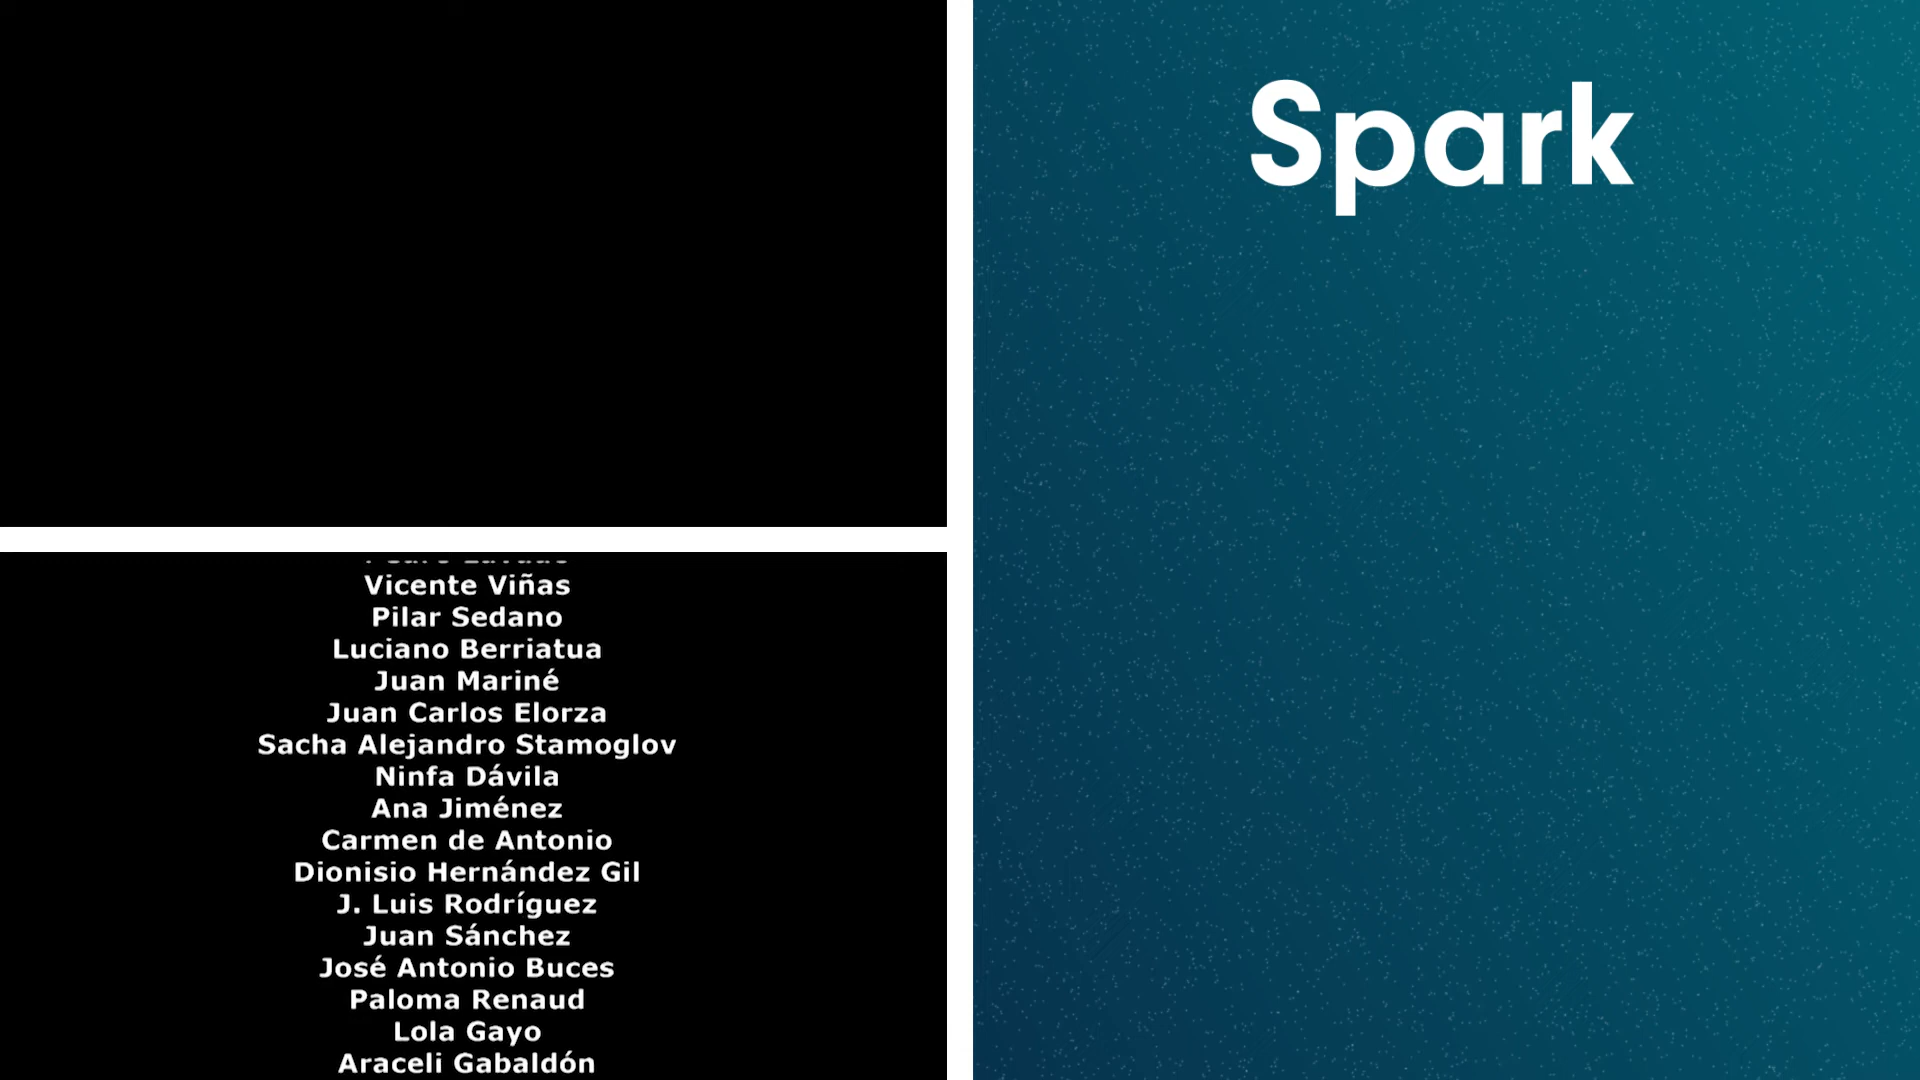 Spark
Vicente Viñas
Pilar Sedano
Luciano Berriatua
Juan Mariné
Juan Carlos Elorza
Sacha Alejandro Stamoglov
Ninfa Dávila
Ana Jiménez
Carmen de Antonio
Dionisio Hernández Gil
J. Luis Rodríguez
Juan Sánchez
José Antonio Buces
Paloma Renaud
Lola Gayo
Araceli Gabaldón